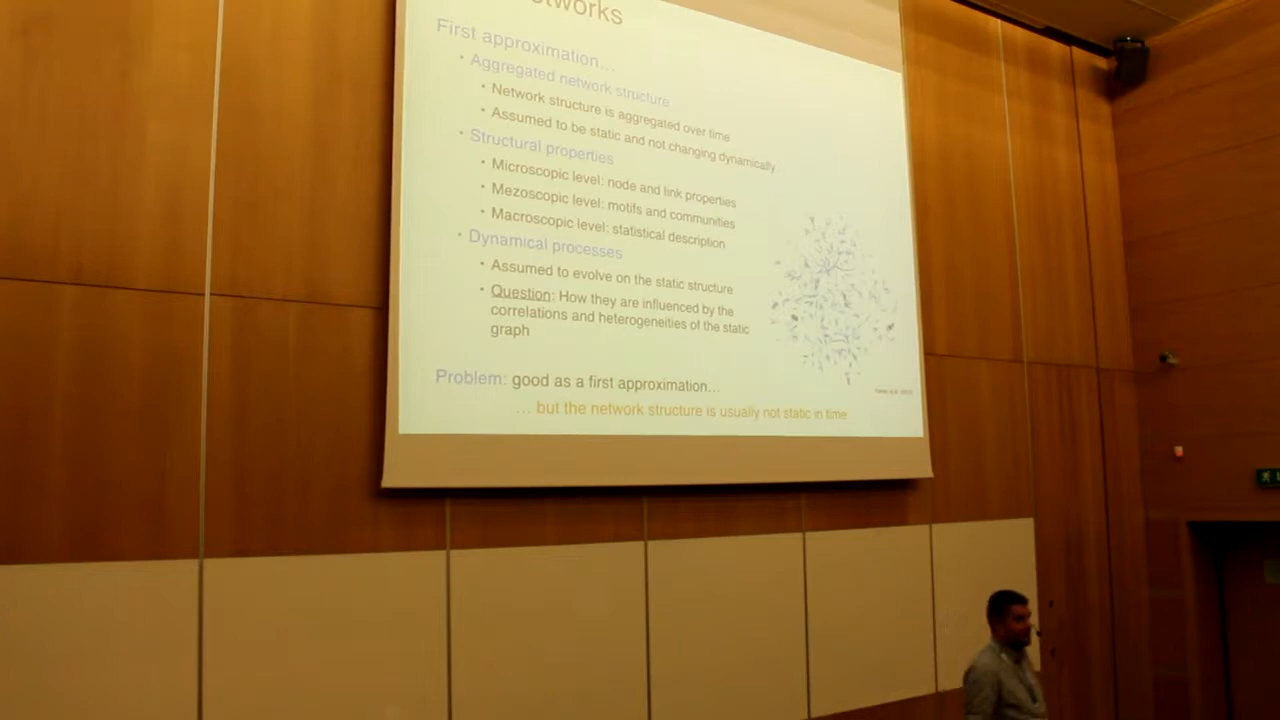 First approximation...
• Aggregated network structure
• Network structure is aggregated over time
• Assumed to be static and not changing dynamically
• Structural properties
• Microscopic level: node and link properties
• Mezoscopic level: motifs and communities
• Macroscopic level: statistical description
• Dynamical processes
• Assumed to evolve on the static structure
• Question: How they are influenced by the
correlations and heterogeneities of the static
graph
Problem: good as a first approximation...
... but the network structure is usually not static in time